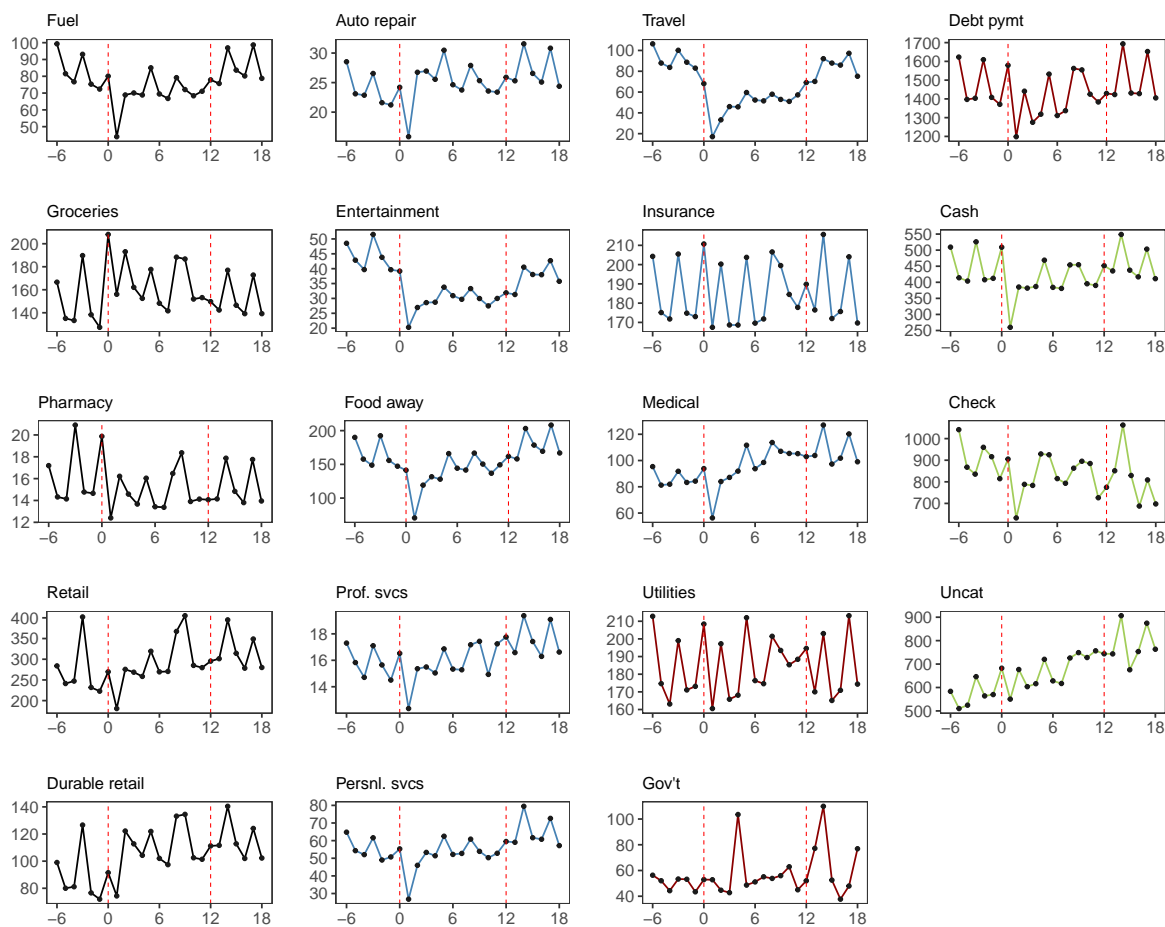 Fuel
100
90
80
70
60
50
−6 0 6 12 18
Auto repair
30
25
20
−6 0 6 12 18
Travel
100
80
60
40
20
−6 0 6 12 18
Debt pymt
1700
1600
1500
1400
1300
1200
−6 0 6 12 18
Groceries
200
180
160
140
−6 0 6 12 18
Entertainment
50
45
40
35
30
25
20
−6 0 6 12 18
Insurance
210
200
190
180
170
−6 0 6 12 18
Cash
550
500
450
400
350
300
250
−6 0 6 12 18
Pharmacy
20
18
16
14
12
−6 0 6 12 18
Food away
200
150
100
−6 0 6 12 18
Medical
120
100
80
60
−6 0 6 12 18
Check
1000
900
800
700
−6 0 6 12 18
Retail
400
350
300
250
200
−6 0 6 12 18
Prof. svcs
18
16
14
−6 0 6 12 18
Utilities
210
200
190
180
170
160
−6 0 6 12 18
Uncat
900
800
700
600
500
−6 0 6 12 18
Durable retail
140
120
100
80
−6 0 6 12 18
Persnl. svcs
80
70
60
50
40
30
−6 0 6 12 18
Gov't
100
80
60
40
−6 0 6 12 18